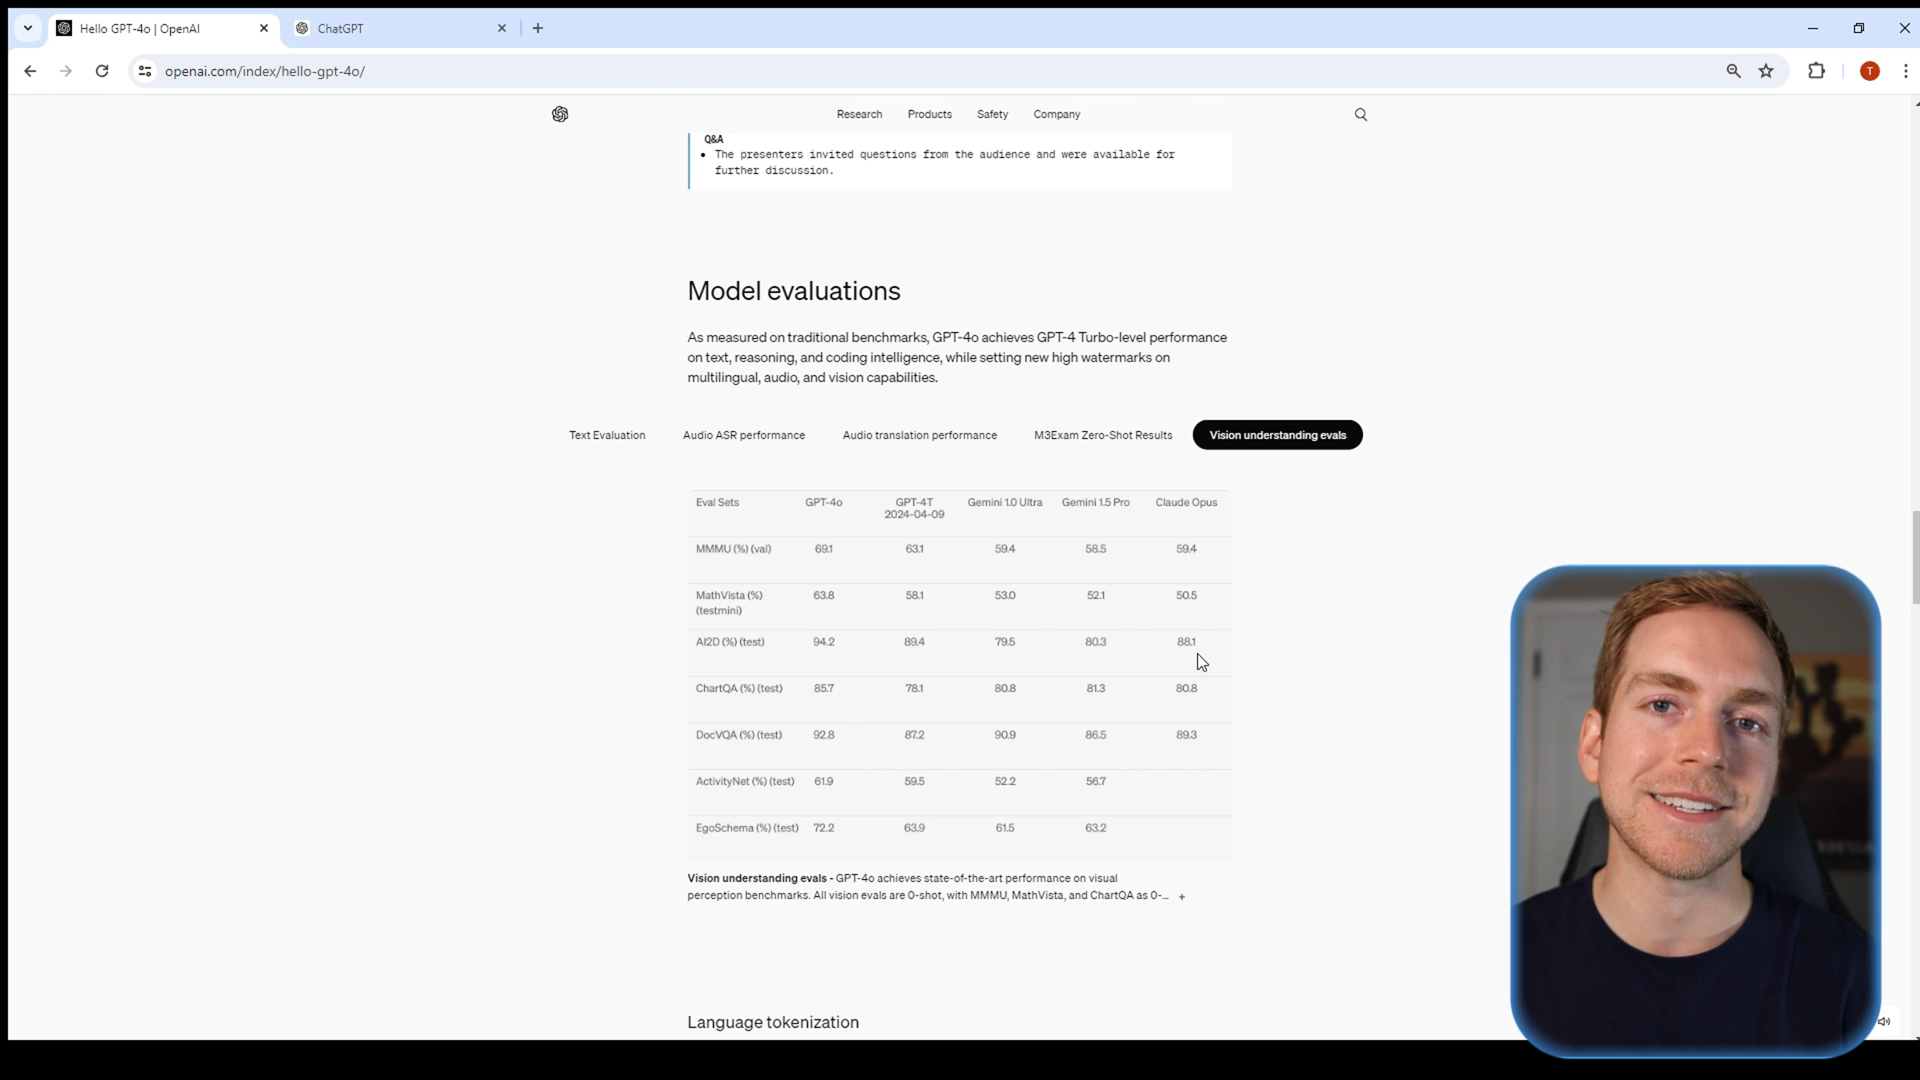 Hello GPT-4o | OpenAI
ChatGPT
openai.com/index/hello-gpt-4o/
T
Research Products Safety Company
Q&A
• The presenters invited questions from the audience and were available for
further discussion.
Model evaluations
As measured on traditional benchmarks, GPT-4o achieves GPT-4 Turbo-level performance
on text, reasoning, and coding intelligence, while setting new high watermarks on
multilingual, audio, and vision capabilities.
Text Evaluation Audio ASR performance Audio translation performance M3Exam Zero-Shot Results Vision understanding evals
Eval Sets GPT-4o GPT-4T Gemini 1.0 Ultra Gemini 1.5 Pro Claude Opus
2024-04-09
MMMU (%) (val) 69.1 63.1 59.4 58.5 59.4
MathVista (%) 63.8 58.1 53.0 52.1 50.5
(testmini)
AI2D (%) (test) 94.2 89.4 79.5 80.3 88.1
ChartQA (%) (test) 85.7 78.1 80.8 81.3 80.8
DocVQA (%) (test) 92.8 87.2 90.9 86.5 89.3
ActivityNet (%) (test) 61.9 59.5 52.2 56.7
EgoSchema (%) (test) 72.2 63.9 61.5 63.2
Vision understanding evals - GPT-4o achieves state-of-the-art performance on visual
perception benchmarks. All vision evals are 0-shot, with MMMU, MathVista, and ChartQA as 0-... +
Language tokenization